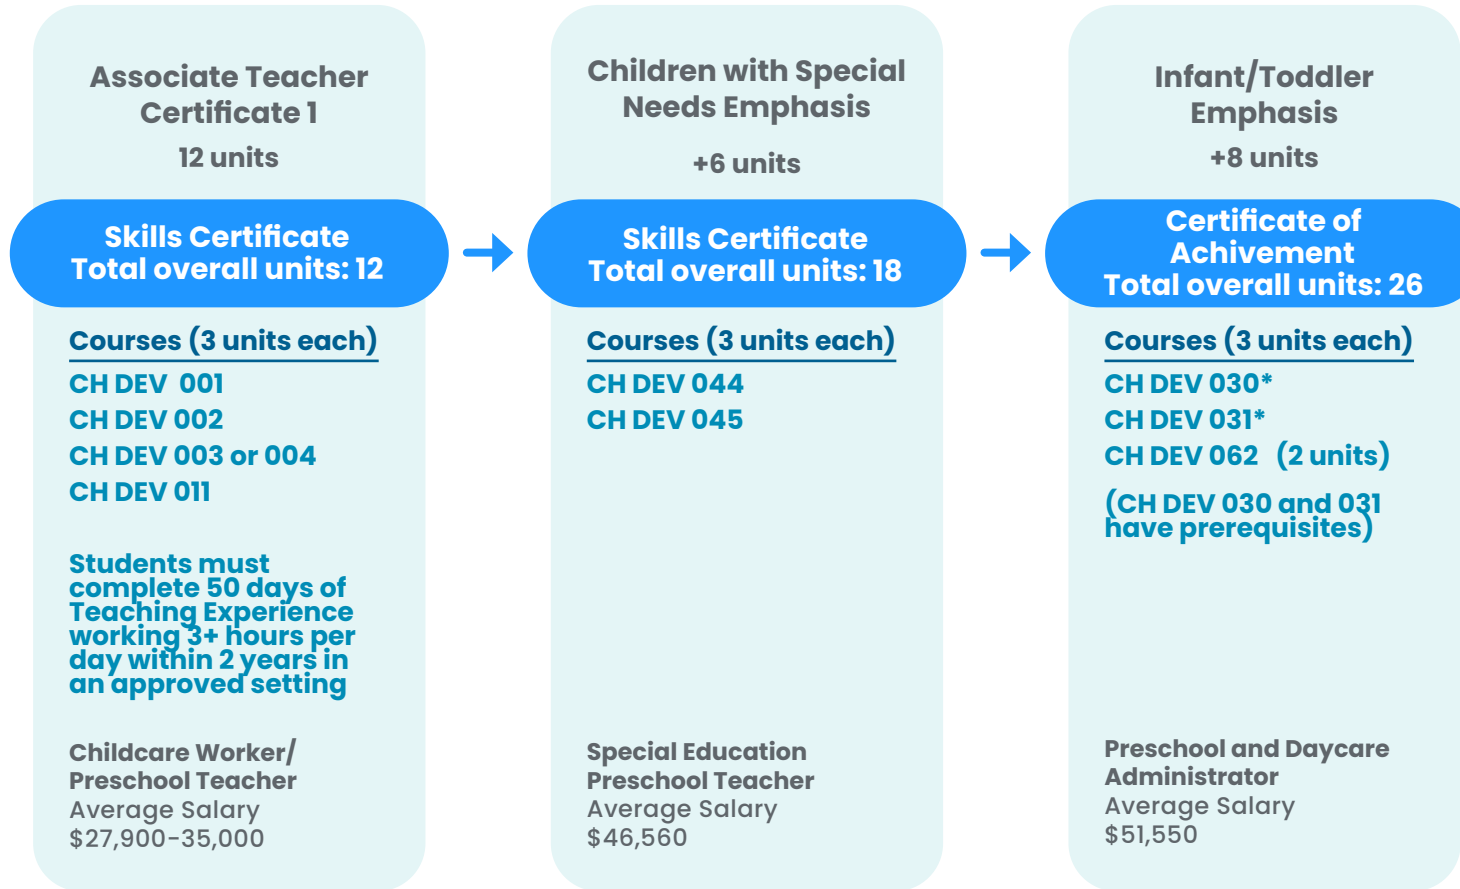 Associate Teacher
Certificate 1
12 units
Skills Certificate
Total overall units: 12
Courses (3 units each)
CH DEV 001
CH DEV 002
CH DEV 003 or 004
CH DEV 011
Students must
complete 50 days of
Teaching Experience
working 3+ hours per
day within 2 years in
an approved setting
Childcare Worker/
Preschool Teacher
Average Salary
$27,900-35,000
Children with Special
Needs Emphasis
+6 units
Skills Certificate
Total overall units: 18
Courses (3 units each)
CH DEV 044
CH DEV 045
Special Education
Preschool Teacher
Average Salary
$46,560
Infant/Toddler
Emphasis
+8 units
Certificate of
Achivement
Total overall units: 26
Courses (3 units each)
CH DEV 030*
CH DEV 031*
CH DEV 062 (2 units)
(CH DEV 030 and 031
have prerequisites)
Preschool and Daycare
Administrator
Average Salary
$51,550